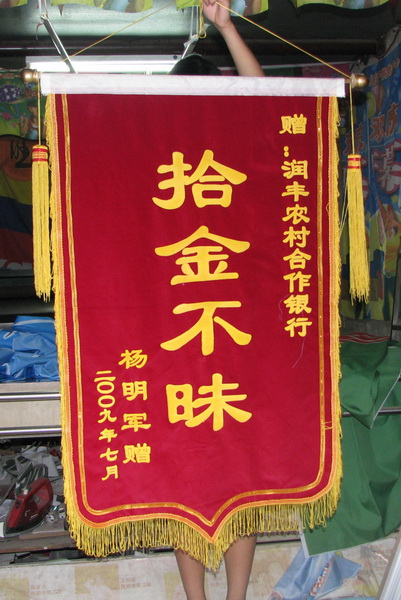 赠:润丰农村合作银行
拾金不昧
杨明军赠
二00九年七月